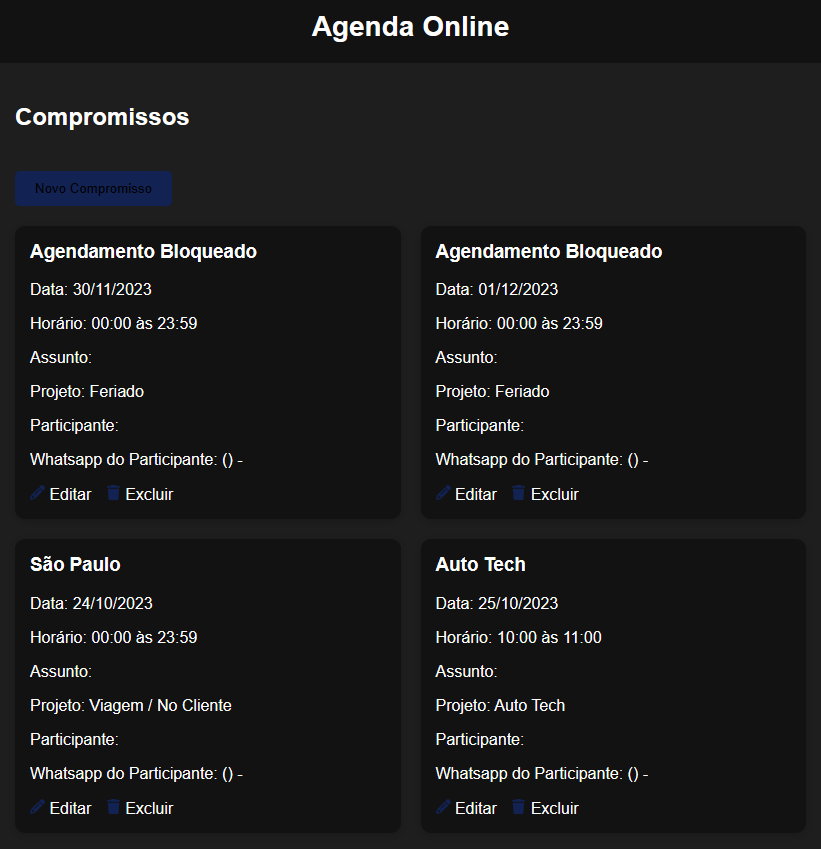 Agenda Online
Compromissos
Novo Compromisso
Agendamento Bloqueado
Data: 30/11/2023
Horário: 00:00 às 23:59
Assunto:
Projeto: Feriado
Participante:
Whatsapp do Participante: () -
Editar Excluir
Agendamento Bloqueado
Data: 01/12/2023
Horário: 00:00 às 23:59
Assunto:
Projeto: Feriado
Participante:
Whatsapp do Participante: () -
Editar Excluir
São Paulo
Data: 24/10/2023
Horário: 00:00 às 23:59
Assunto:
Projeto: Viagem / No Cliente
Participante:
Whatsapp do Participante: () -
Editar Excluir
Auto Tech
Data: 25/10/2023
Horário: 10:00 às 11:00
Assunto:
Projeto: Auto Tech
Participante:
Whatsapp do Participante: () -
Editar Excluir